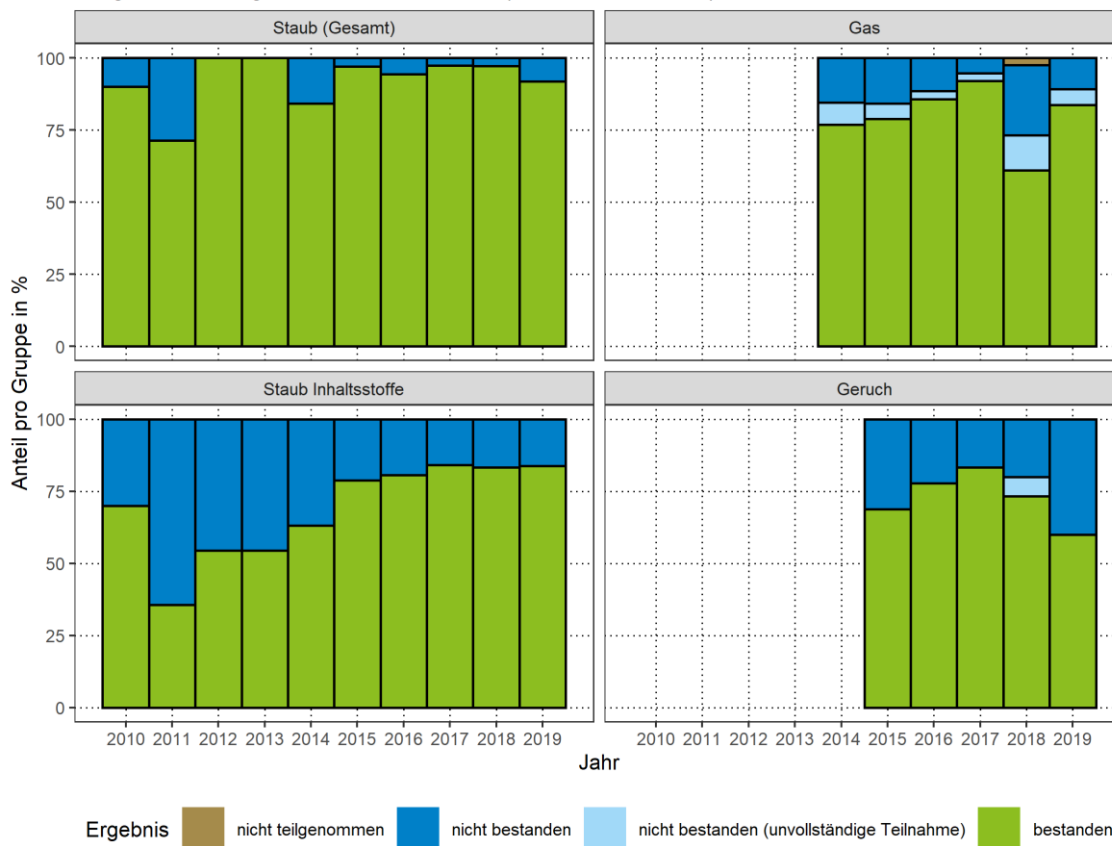 Staub (Gesamt)
Gas
100
75
50
25
0
Staub Inhaltsstoffe
Geruch
100
75
50
25
0
Anteil pro Gruppe in %
2010 2011 2012 2013 2014 2015 2016 2017 2018 2019
2010 2011 2012 2013 2014 2015 2016 2017 2018 2019
Jahr
Ergebnis nicht teilgenommen nicht bestanden nicht bestanden (unvollständige Teilnahme) bestanden